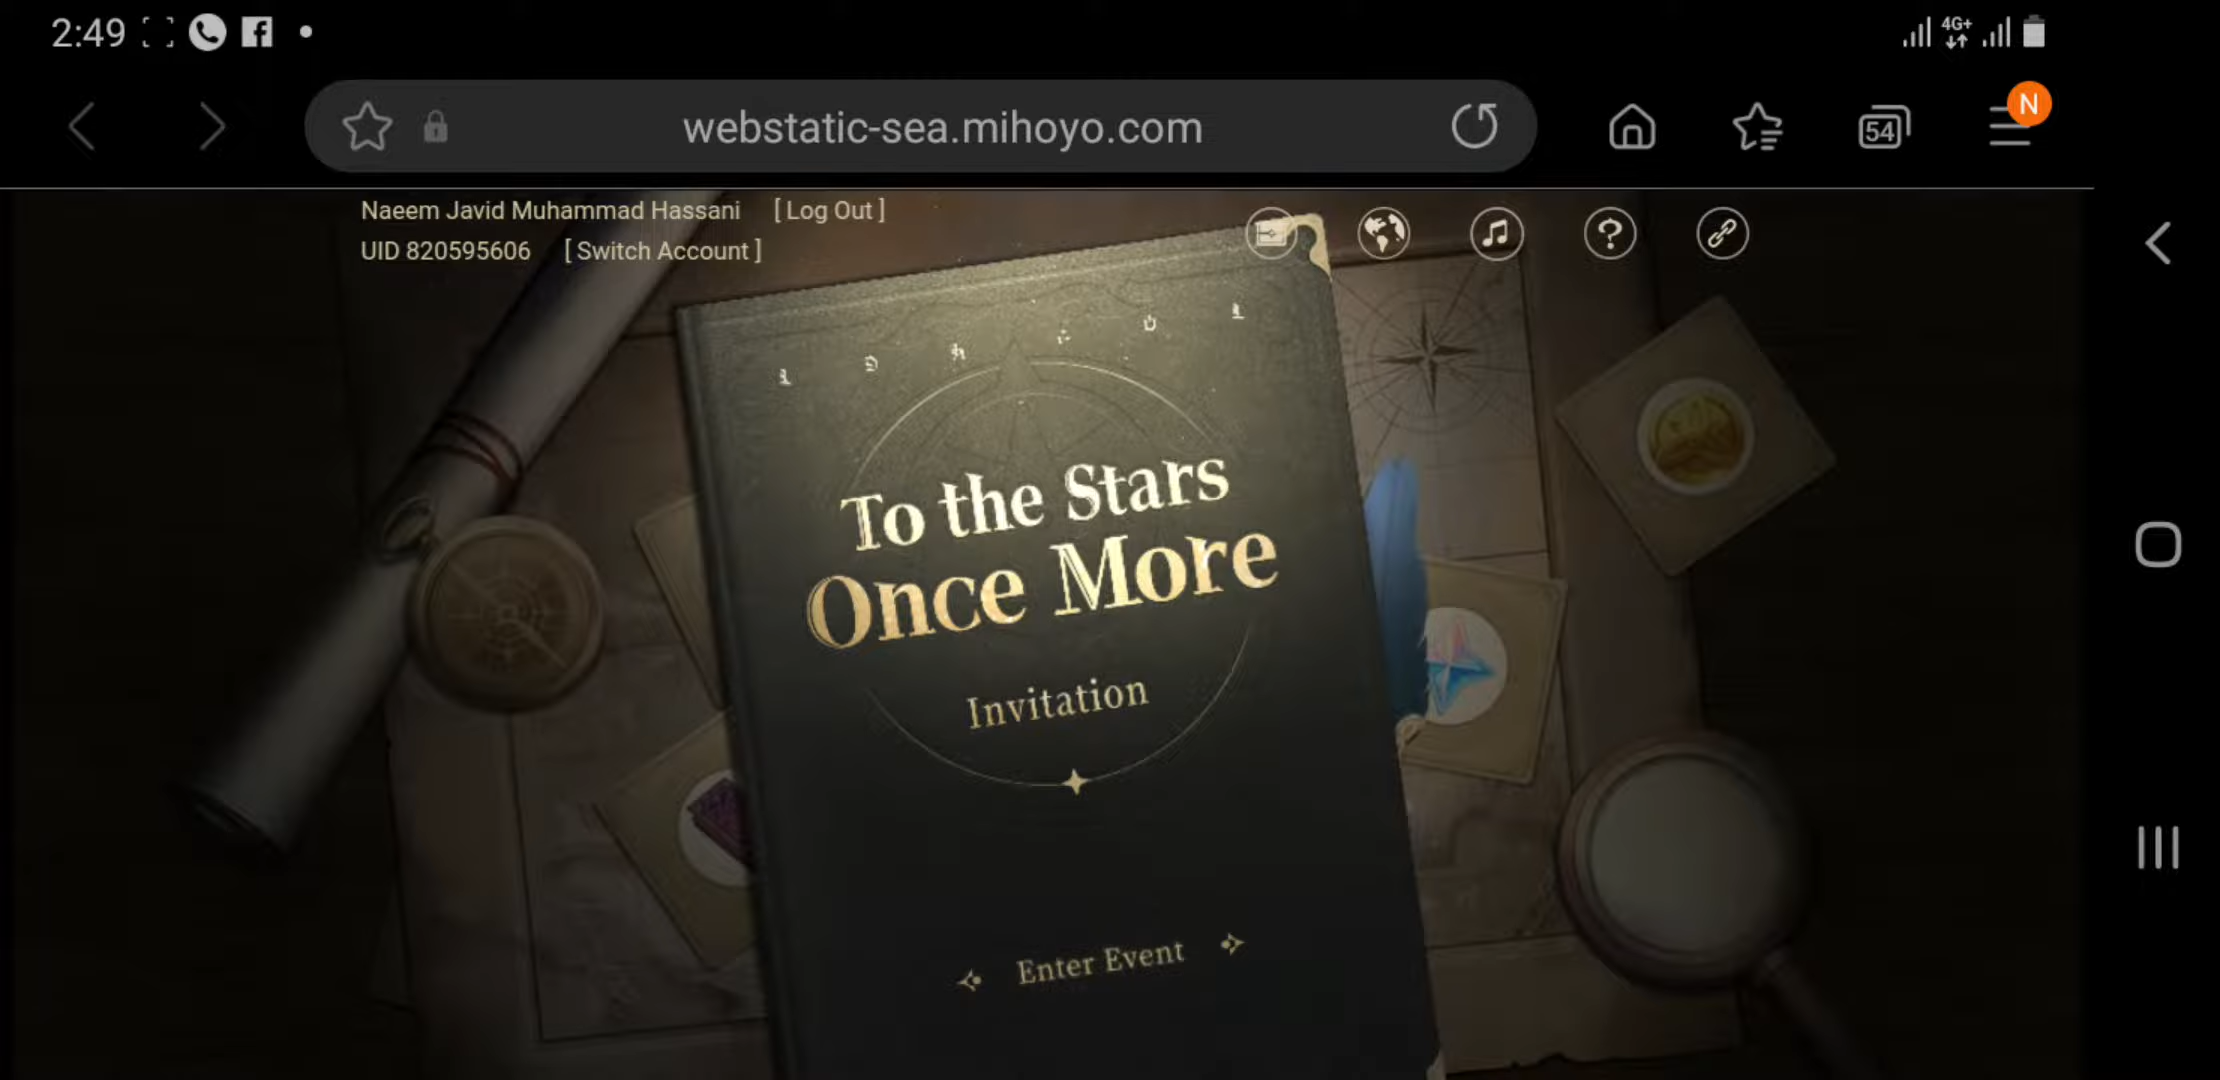 2:49
4G+
webstatic-sea.mihoyo.com
54
N
Naeem Javid Muhammad Hassani [ Log Out ]
UID 820595606 [ Switch Account ]
?
To the Stars
Once More
Invitation
Enter Event